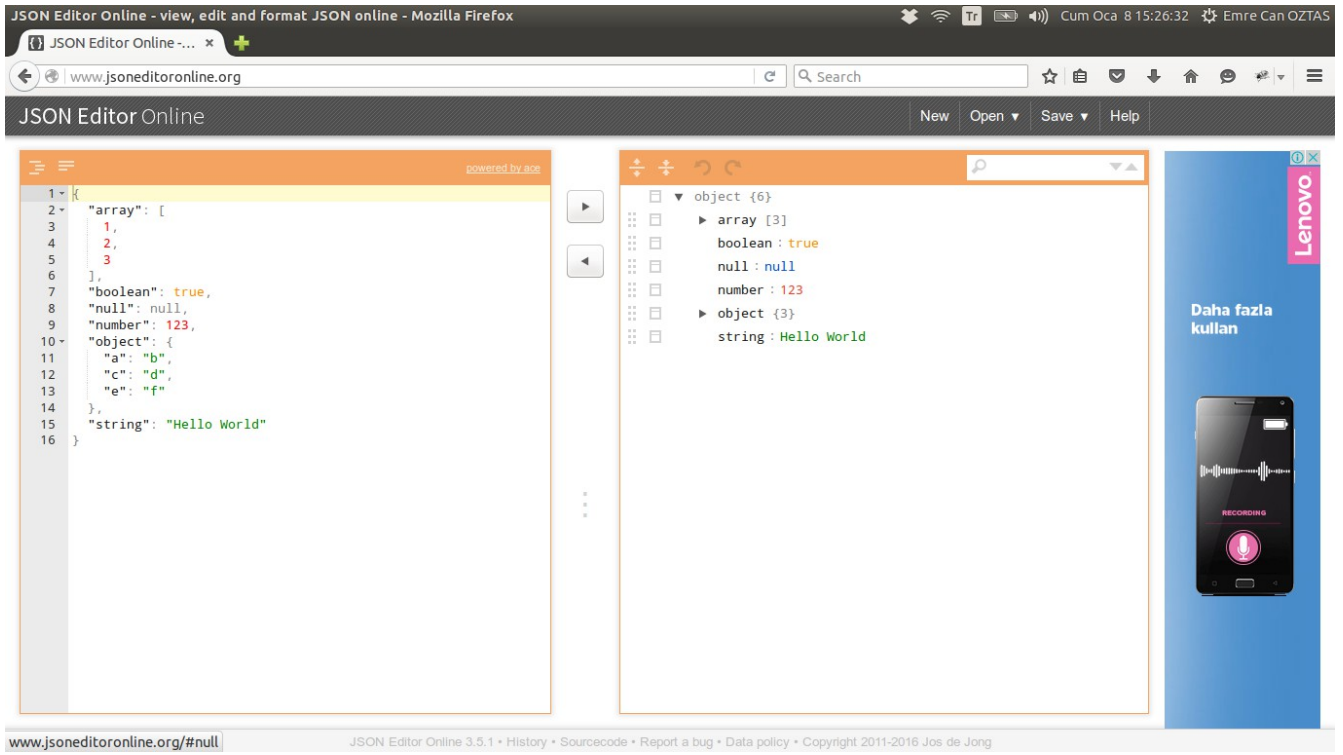 JSON Editor Online - view, edit and format JSON online - Mozilla Firefox
Tr
Cum Oca 8 15:26:32
Emre Can OZTAS
{} JSON Editor Online -... ×
www.jsoneditoronline.org
Search
JSON Editor Online
New
Open ▼
Save ▼
Help
powered by ace
1 {
2 "array": [
3 1,
4 2,
5 3
6 ],
7 "boolean": true,
8 "null": null,
9 "number": 123,
10 "object": {
11 "a": "b",
12 "c": "d",
13 "e": "f"
14 },
15 "string": "Hello World"
16 }
▼ object {6}
► array [3]
boolean : true
null : null
number : 123
► object {3}
string : Hello World
Lenovo
Daha fazla
kullan
RECORDING
www.jsoneditoronline.org/#null
JSON Editor Online 3.5.1 • History • Sourcecode • Report a bug • Data policy • Copyright 2011-2016 Jos de Jong